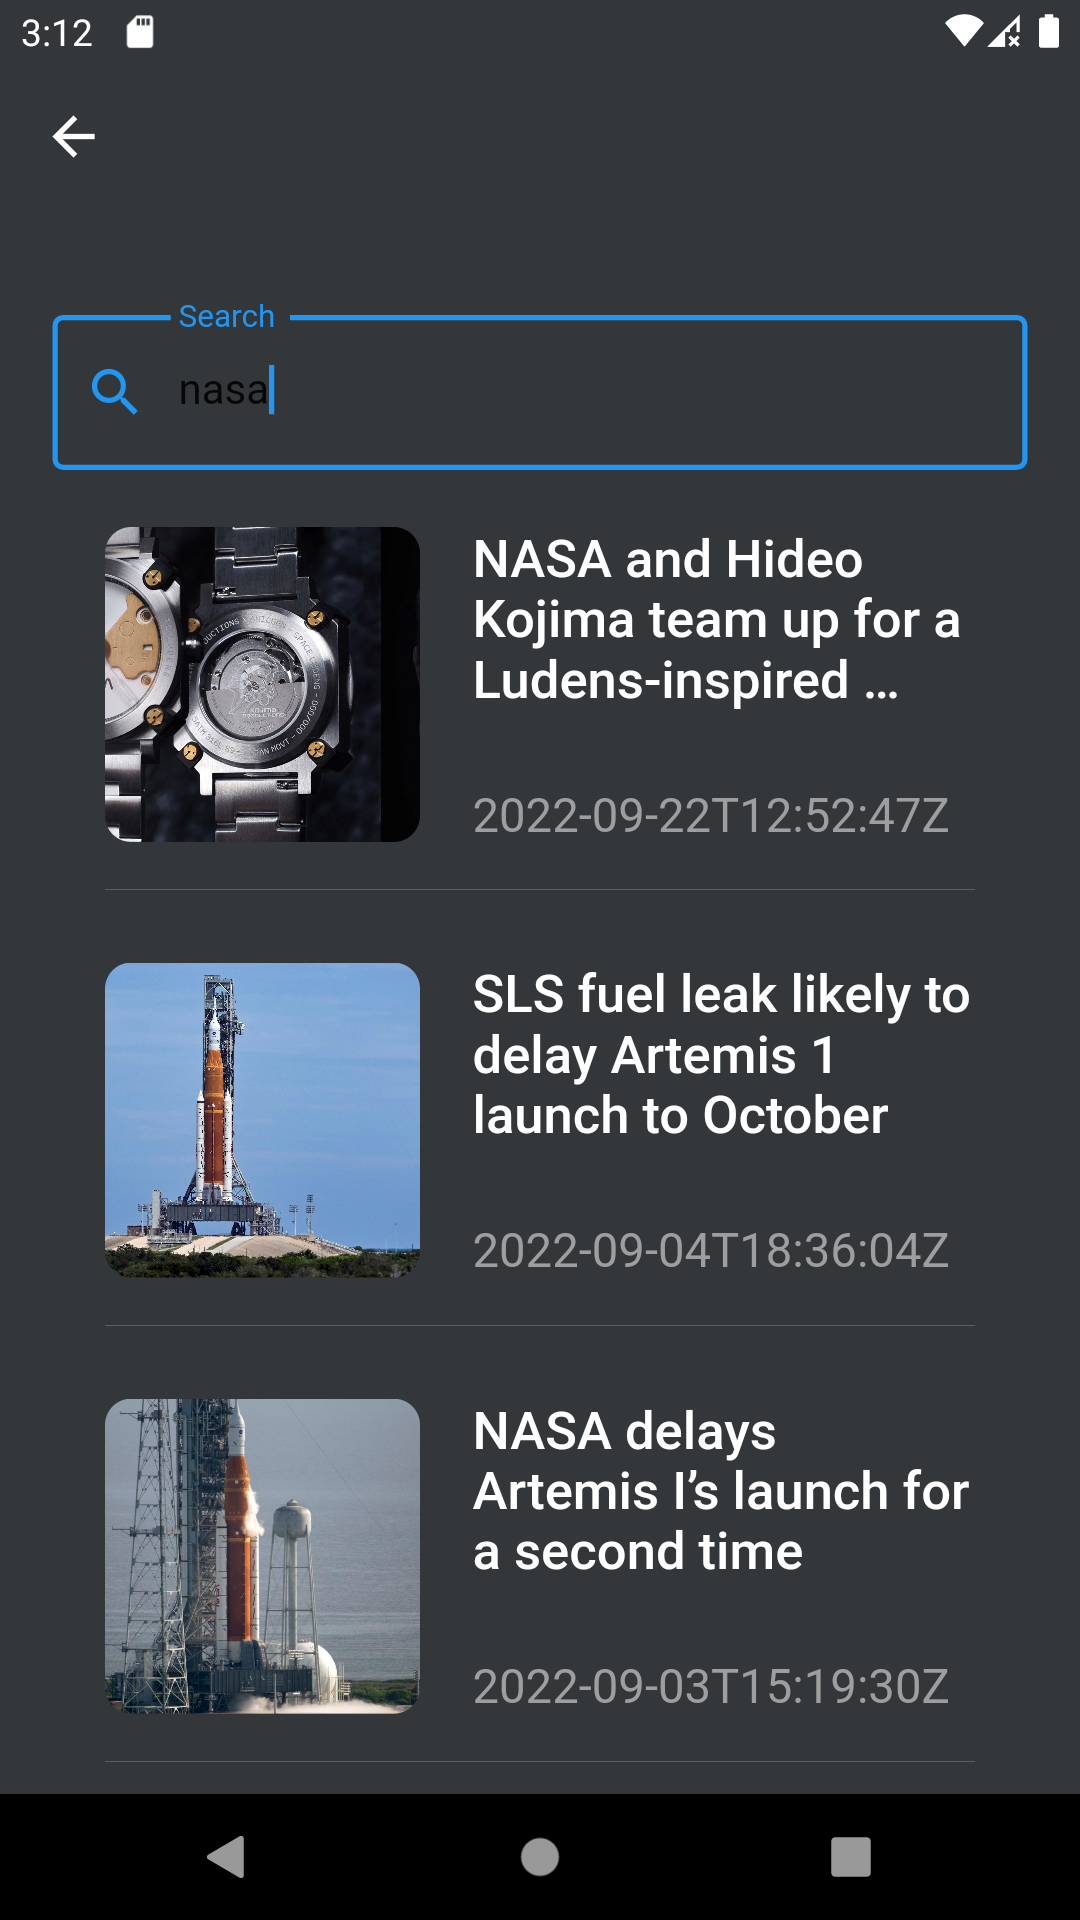 3:12
Search
nasa
NASA and Hideo
Kojima team up for a
Ludens-inspired ...
2022-09-22T12:52:47Z
SLS fuel leak likely to
delay Artemis 1
launch to October
2022-09-04T18:36:04Z
NASA delays
Artemis I’s launch for
a second time
2022-09-03T15:19:30Z